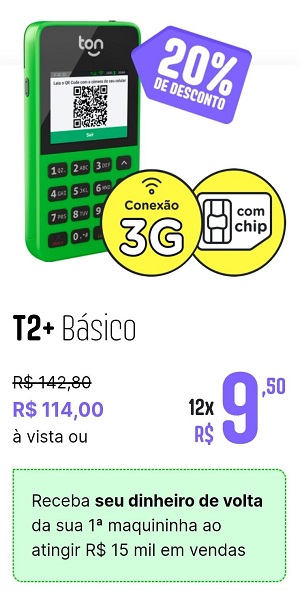 ton
20%
DE DESCONTO
Leia o QR Code com a câmera do seu celular
Sair
Conexão
3G
com
chip
T2+ Básico
R$ 142,80
R$ 114,00
à vista ou
12x
R$ 9,50
Receba seu dinheiro de volta
da sua 1ª maquininha ao
atingir R$ 15 mil em vendas